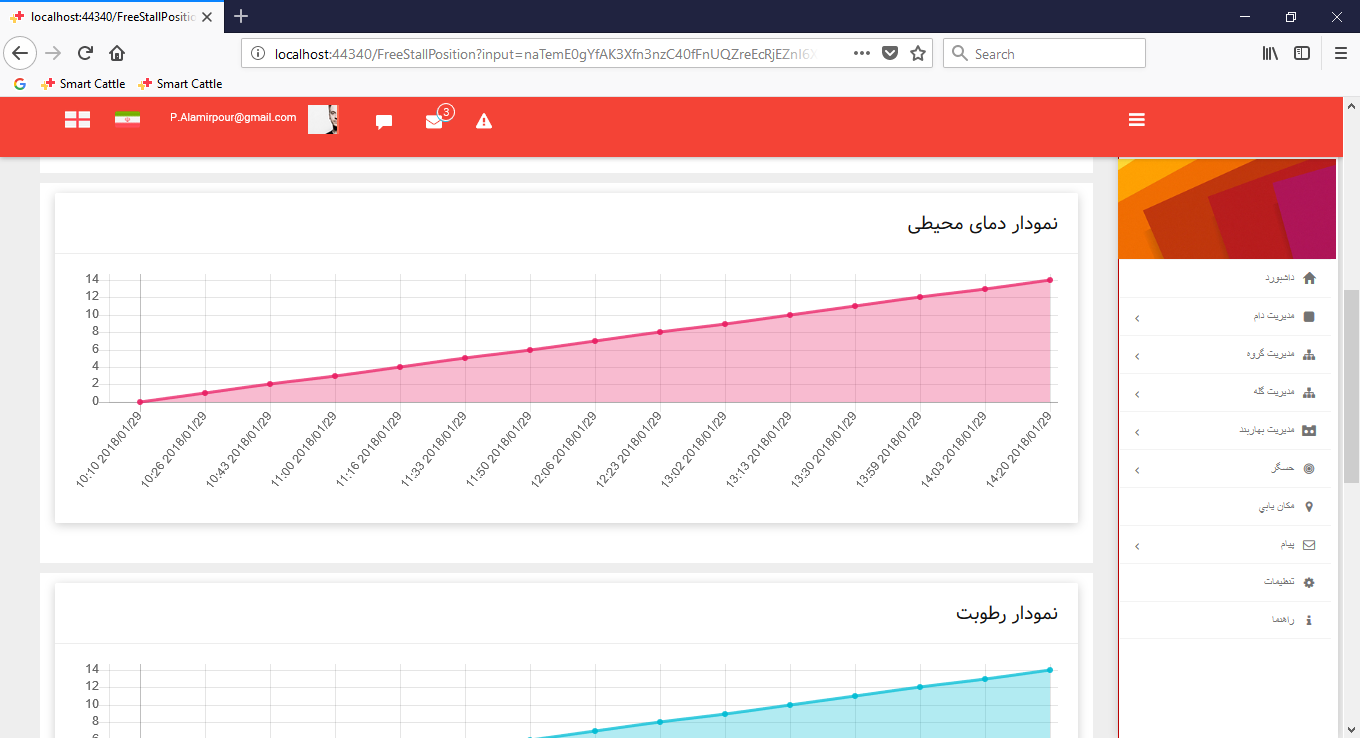 localhost:44340/FreeStallPositic
localhost:44340/FreeStallPosition?input=naTemE0gYfAK3Xfn3nzC40fFnUQZreEcRjEZnI6
Search
Smart Cattle
Smart Cattle
P.Alamirpour@gmail.com
3
نمودار دمای محیطی
14
12
10
8
6
4
2
0
10:10 2018/01/29
10:26 2018/01/29
10:43 2018/01/29
11:00 2018/01/29
11:16 2018/01/29
11:33 2018/01/29
11:50 2018/01/29
12:06 2018/01/29
12:23 2018/01/29
13:02 2018/01/29
13:13 2018/01/29
13:30 2018/01/29
13:59 2018/01/29
14:03 2018/01/29
14:20 2018/01/29
نمودار رطوبت
14
12
10
8
6
داشبورد
مدیریت دام
مدیریت گروه
مدیریت گله
مدیریت بهاربند
حسگر
مکان یابي
پیام
تنظیمات
راهنما